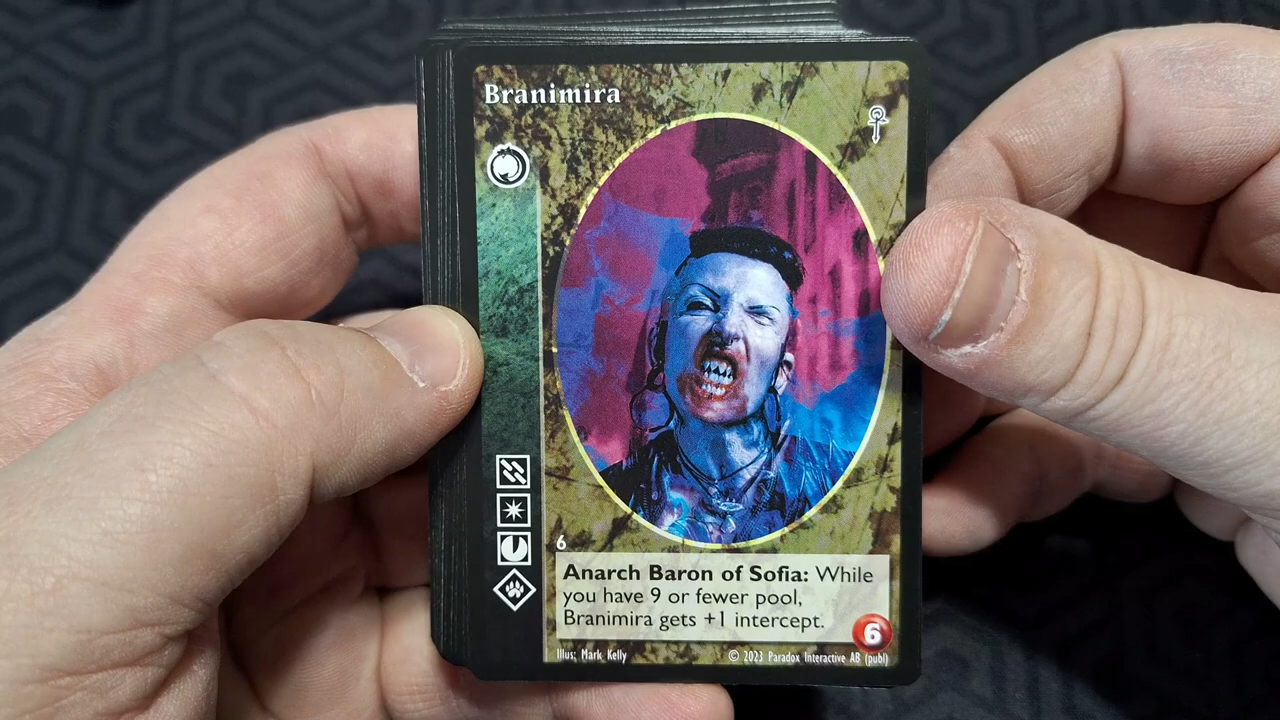 Branimira
6
Anarch Baron of Sofia: While
you have 9 or fewer pool,
Branimira gets +1 intercept.
6
Illus: Mark Kelly
© 2023 Paradox Interactive AB (publ)